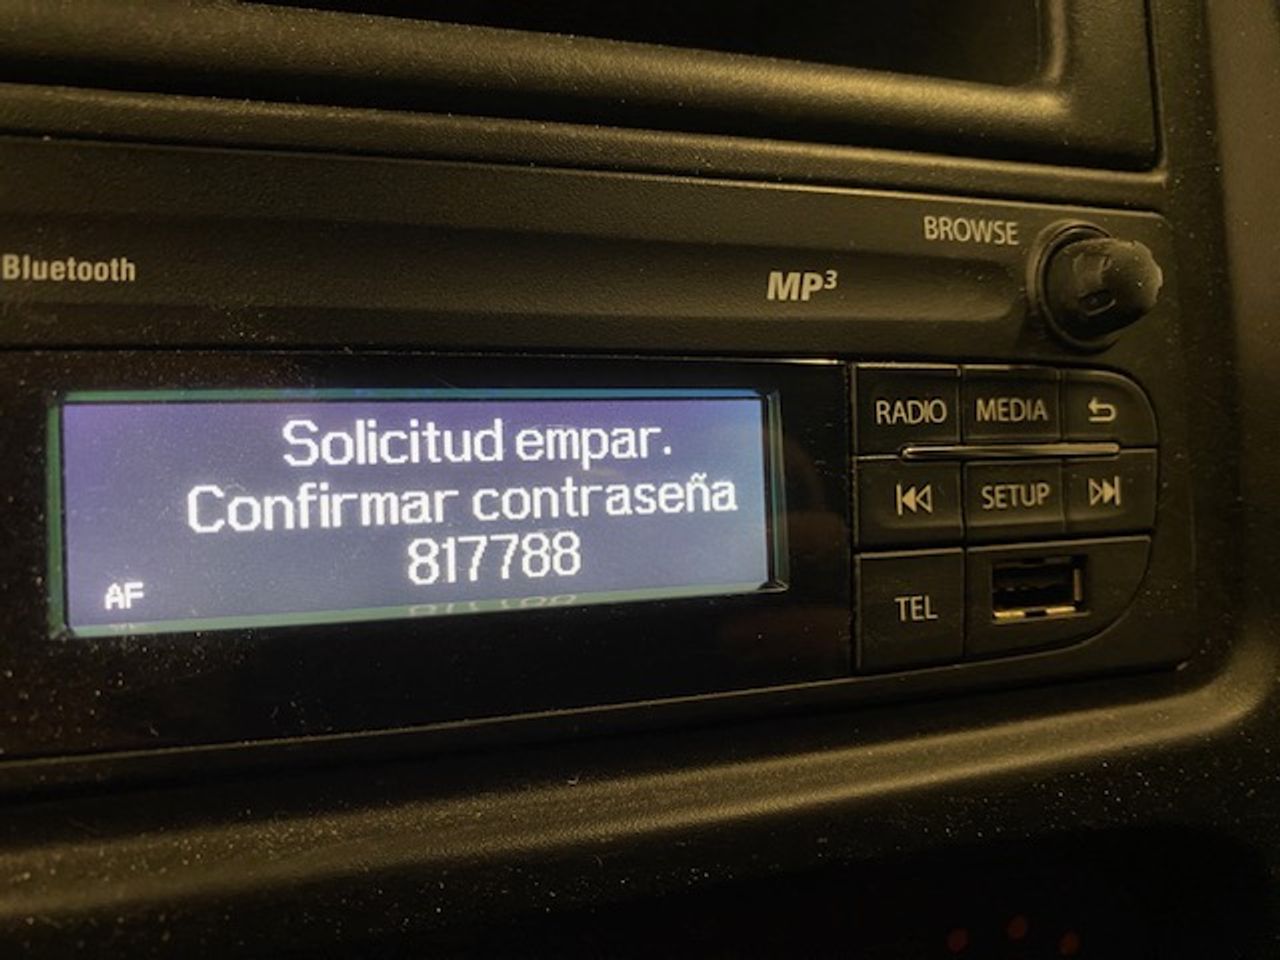 BROWSE
Bluetooth
MP3
Solicitud empar.
Confirmar contraseña
817788
AF
RADIO
MEDIA
SETUP
TEL